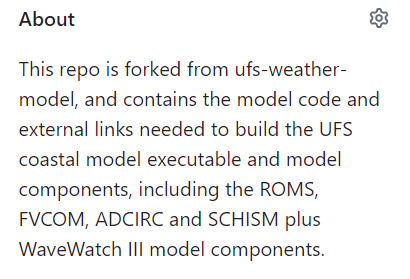 About
This repo is forked from ufs-weather-
model, and contains the model code and
external links needed to build the UFS
coastal model executable and model
components, including the ROMS,
FVCOM, ADCIRC and SCHISM plus
WaveWatch III model components.